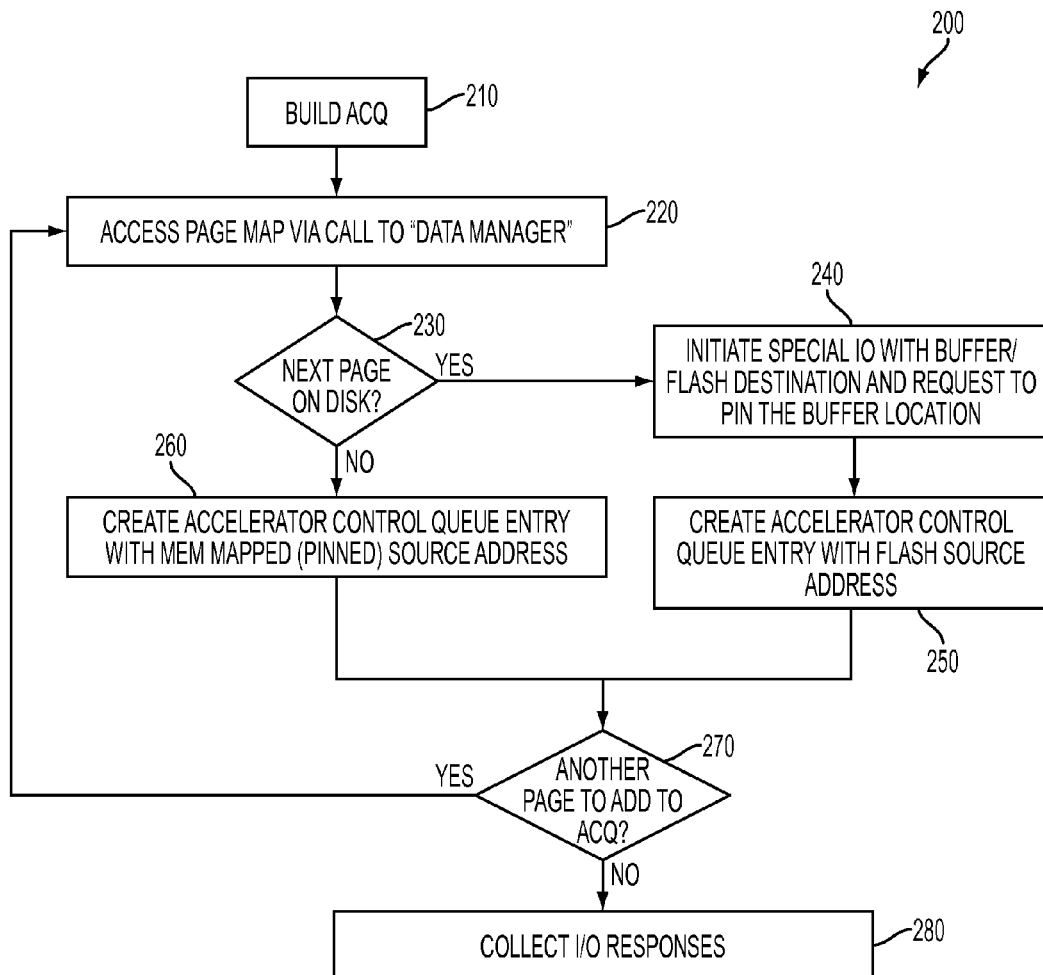 200
BUILD ACQ
210
ACCESS PAGE MAP VIA CALL TO “DATA MANAGER”
220
230
NEXT PAGE
ON DISK?
YES
NO
240
INITIATE SPECIAL IO WITH BUFFER/
FLASH DESTINATION AND REQUEST TO
PIN THE BUFFER LOCATION
260
CREATE ACCELERATOR CONTROL QUEUE ENTRY
WITH MEM MAPPED (PINNED) SOURCE ADDRESS
CREATE ACCELERATOR CONTROL
QUEUE ENTRY WITH FLASH SOURCE
ADDRESS
250
270
YES
ANOTHER
PAGE TO ADD TO
ACQ?
NO
COLLECT I/O RESPONSES
280